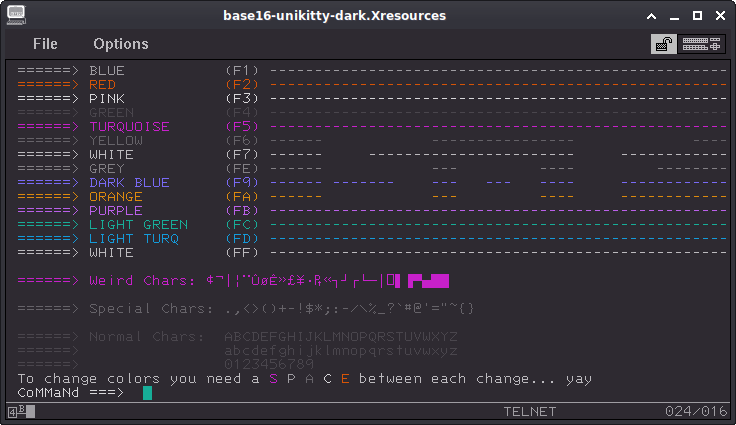 base16-unikitty-dark.Xresources
File Options
======> BLUE (F1) ----------------------------------------------------
======> RED (F2) ----------------------------------------------------
======> PINK (F3) ----------------------------------------------------
======> GREEN (F4) ----------------------------------------------------
======> TURQUOISE (F5) ----------------------------------------------------
======> YELLOW (F6) ------ --- ------------- ----
======> WHITE (F7) ------ ---------------------- ------------
======> GREY (FE) ------ --- -------------
======> DARK BLUE (F9) ------ ------- --- --- ---- ------------
======> ORANGE (FA) ------ --- ---- ------------
======> PURPLE (FB) ----------------------------------------------------
======> LIGHT GREEN (FC) ----------------------------------------------------
======> LIGHT TURQ (FD) ----------------------------------------------------
======> WHITE (FF) ----------------------------------------------------
======> Weird Chars:
======> Special Chars: .,<>()+-!$*;:-/\%_?`#@'="~{}
======> Normal Chars: ABCDEFGHIJKLMNOPQRSTUVWXYZ
======> abcdefghijklmnopqrstuvwxyz
======> 0123456789
To change colors you need a S P A C E between each change... yay
CoMMaNd ===>
4 B TELNET 024/016